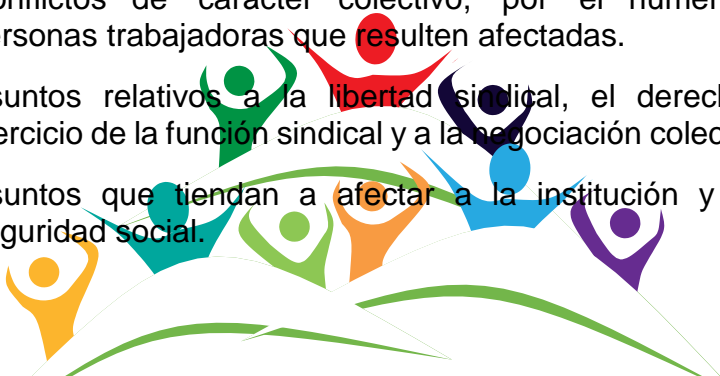 onflictos de carácter colectivo, por el númer
ersonas trabajadoras que resulten afectadas.
suntos relativos a la libertad sindical, el derech
ercicio de la función sindical y a la negociación colec
suntos que tiendan a afectar a la institución y
guridad social.